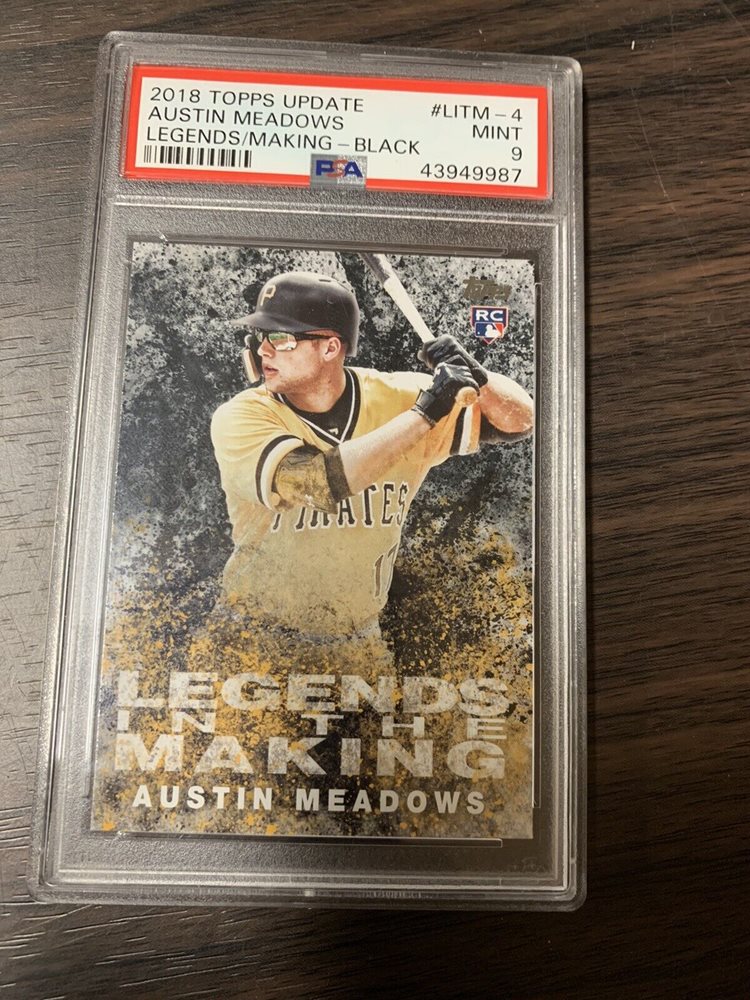 2018 TOPPS UPDATE #LITM-4
AUSTIN MEADOWS MINT
LEGENDS/MAKING-BLACK 9
PSA 43949987
Topps
RC
P
PIRATES
17
LEGENDS
IN THE
MAKING
AUSTIN MEADOWS